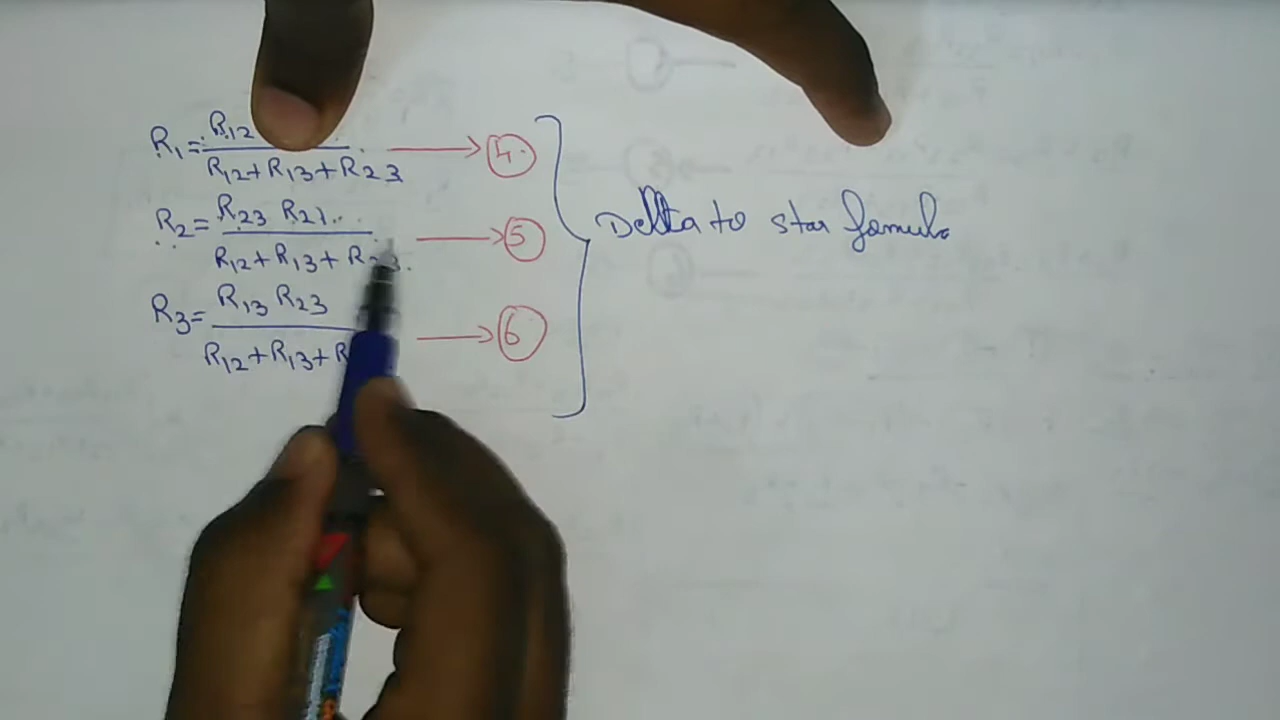 R12
R1= ――― → 4
R12+R13+R23
R23 R21
R2= ――― → 5
R12+R13+R23
R13 R23
R3= ――― → 6
R12+R13+R
Delta to star formula